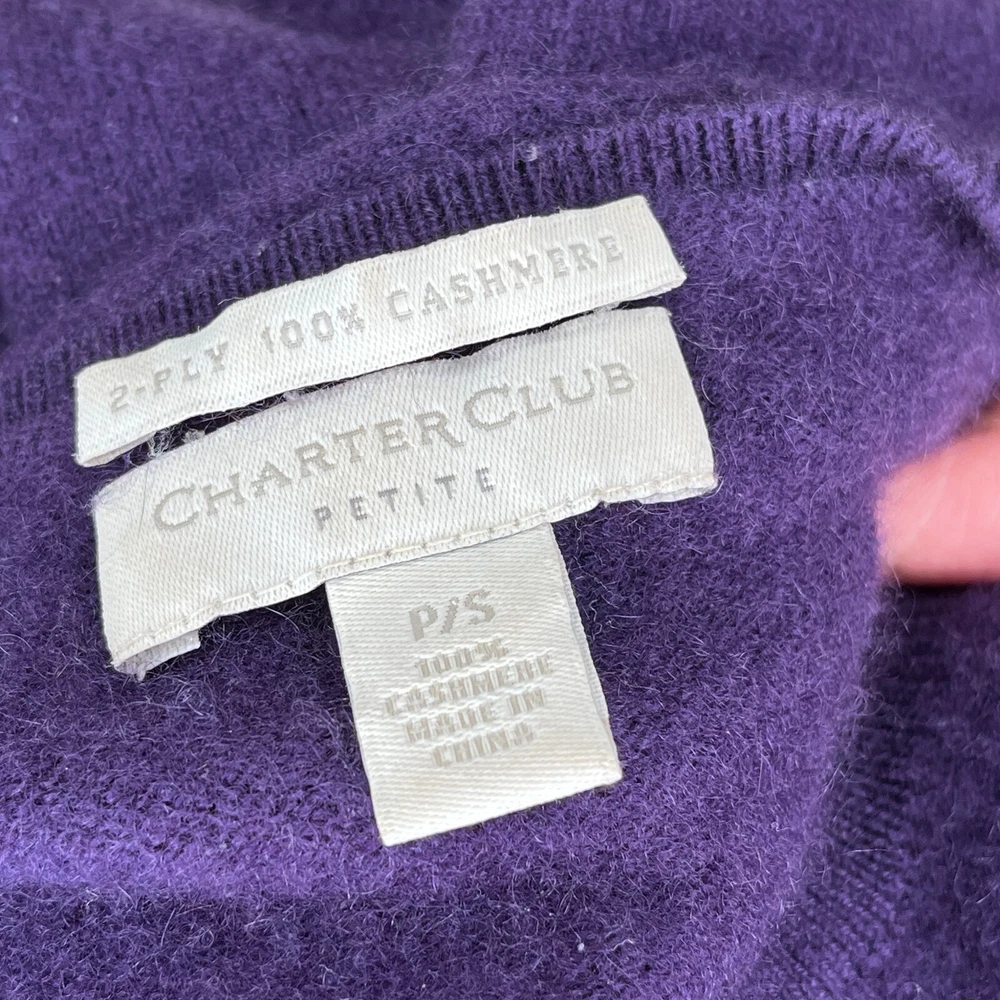 2-PLY 100% CASHMERE
CHARTER CLUB
PETITE
P/S
100%
CASHMERE
MADE IN
CHINA